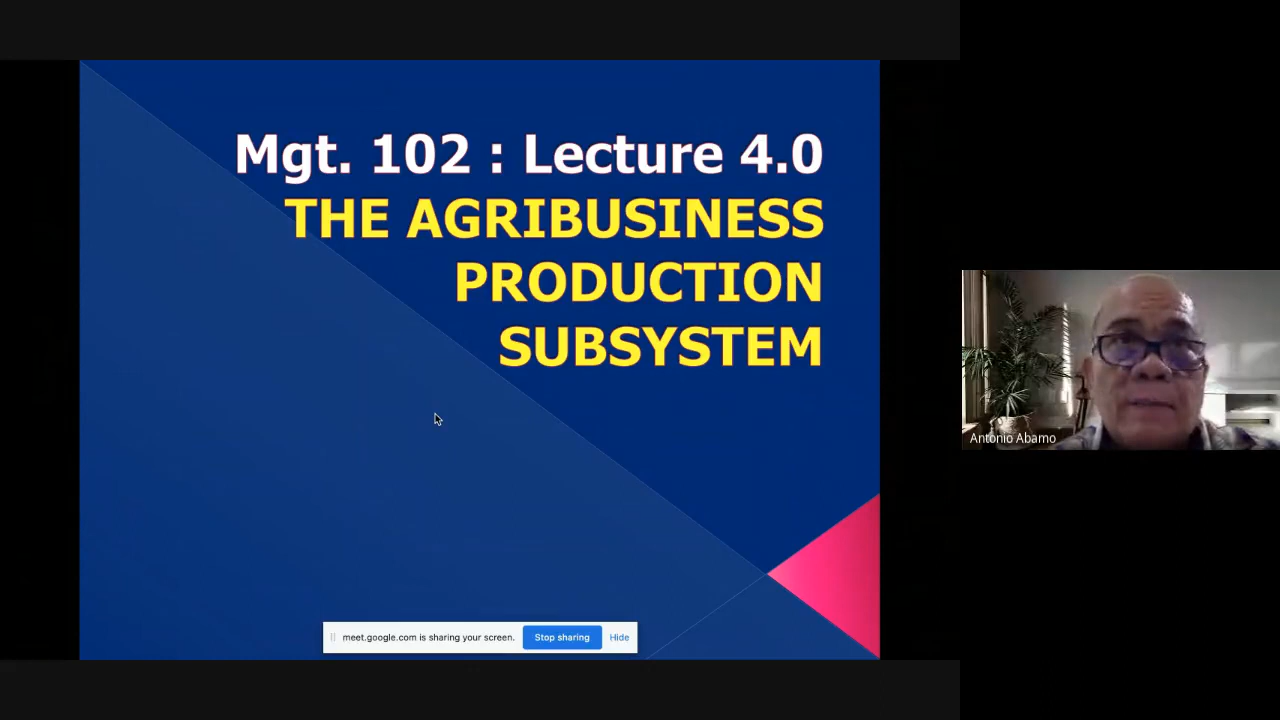 Mgt. 102 : Lecture 4.0
THE AGRIBUSINESS
PRODUCTION
SUBSYSTEM
Antonio Abamo
meet.google.com is sharing your screen. Stop sharing Hide